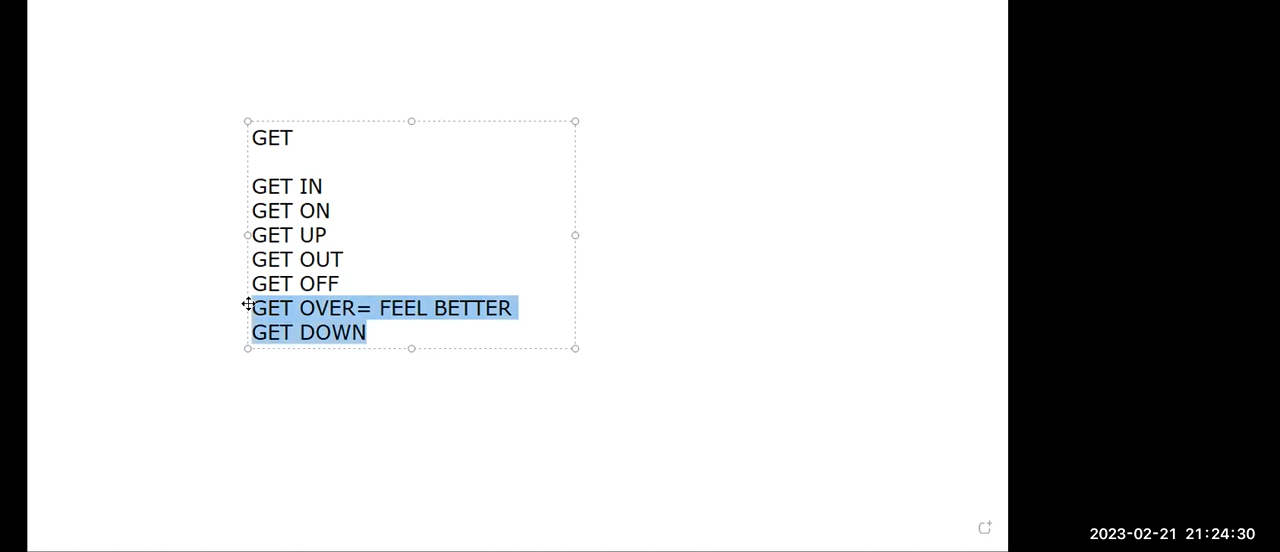 GET
GET IN
GET ON
GET UP
GET OUT
GET OFF
GET OVER= FEEL BETTER
GET DOWN
2023-02-21 21:24:30